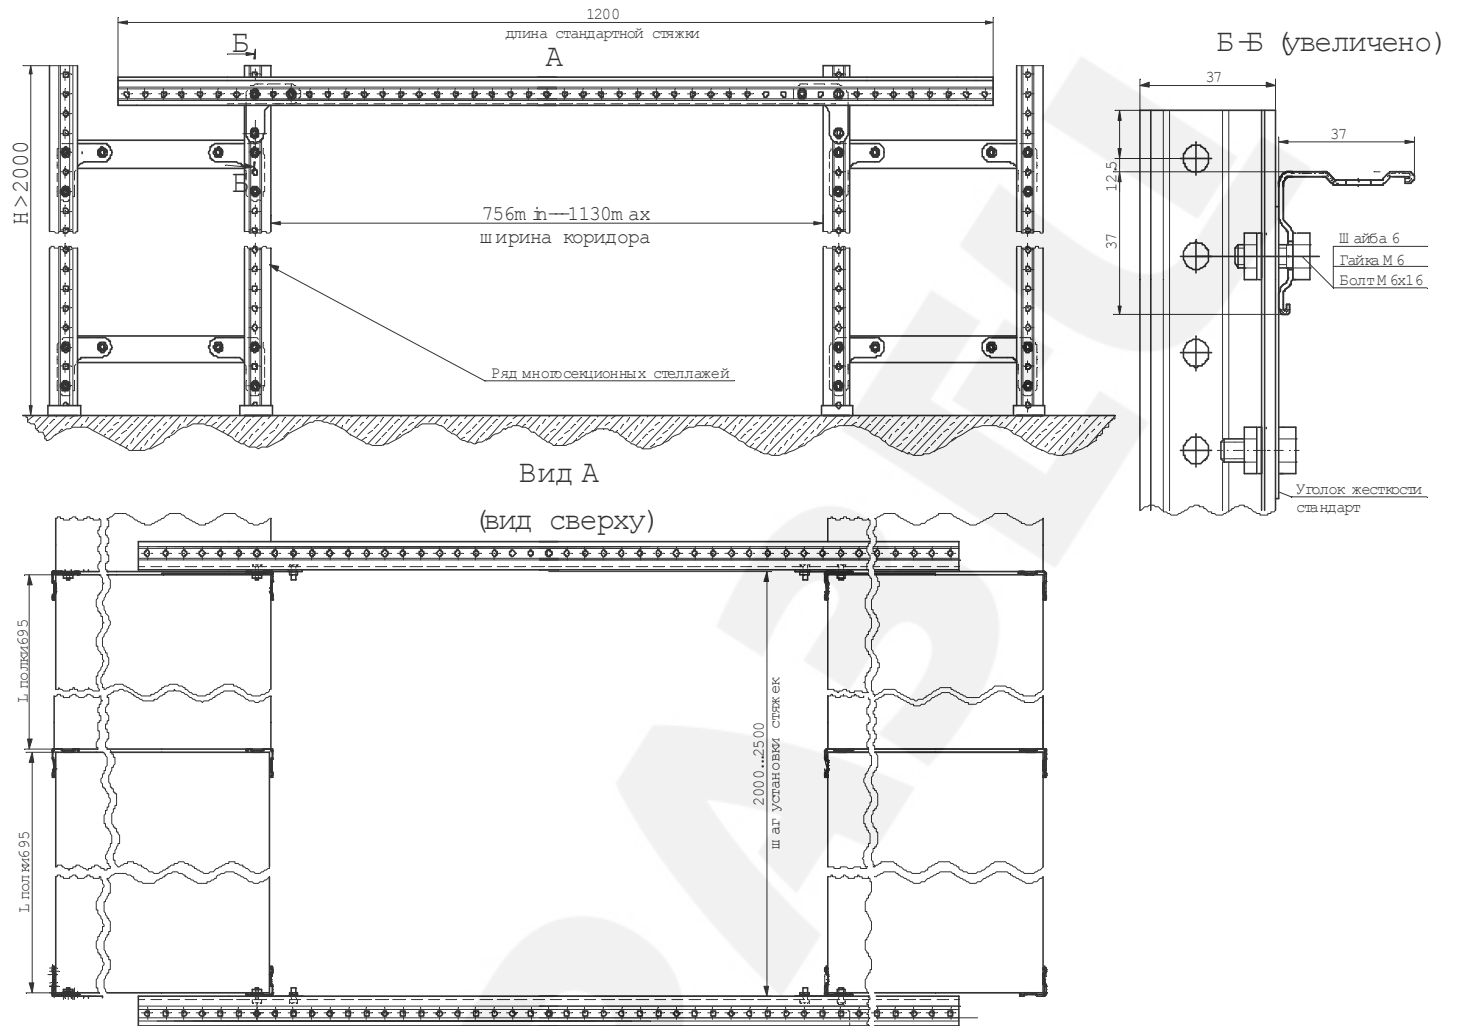 1200
длина стандартной стяжки
Б
А
Б-Б (увеличено)
37
37
12,5
37
H>2000
Б
756min—1130max
ширина коридора
Шайба 6
Гайка М6
Болт М6х16
Ряд многосекционных стеллажей
Уголок жесткости
стандарт
Вид А
(вид сверху)
L полки 695
L полки 695
2000...2500
шаг установки стяжек